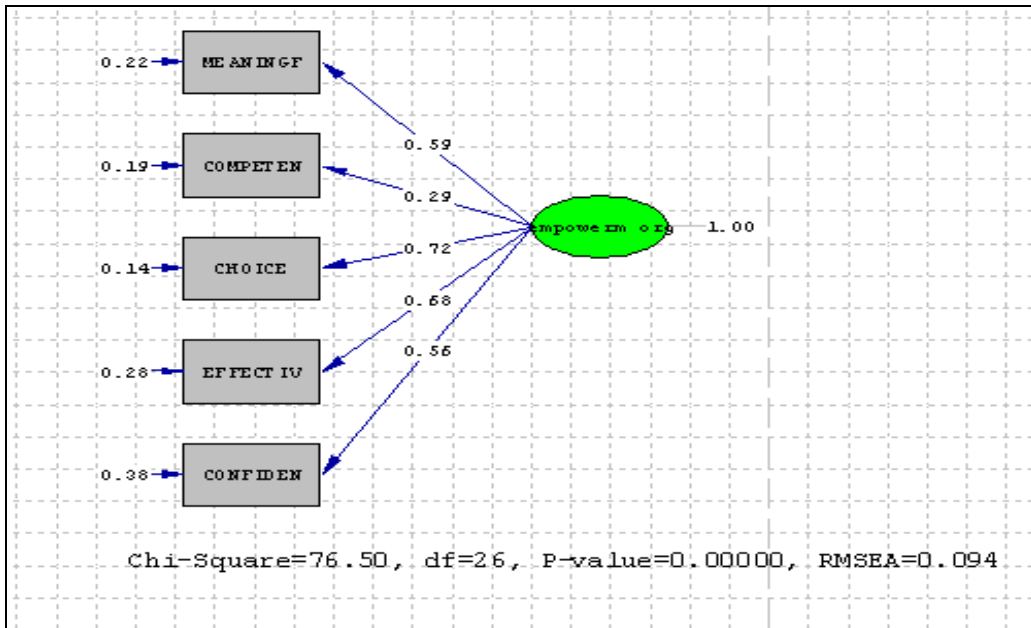 0.22 MEANINGF
0.59
0.19 COMPETEN
0.29
empowerm org 1.00
0.72
0.14 CHOICE
0.68
0.56
0.28 EFFECTIV
0.38 CONFIDEN
Chi-Square=76.50, df=26, P-value=0.00000, RMSEA=0.094